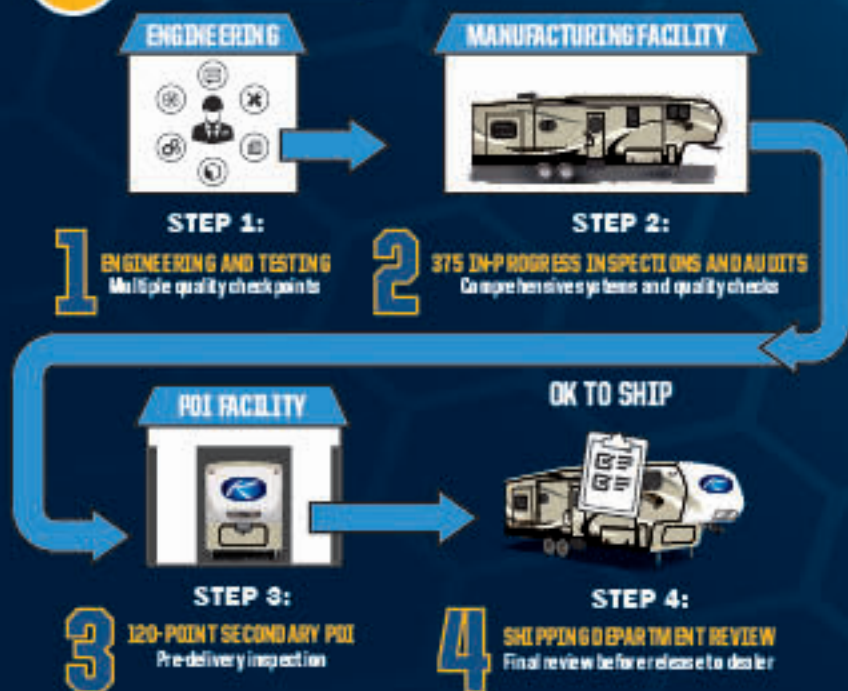 ENGINEERING
MANUFACTURING FACILITY
STEP 1:
1
ENGINEERING AND TESTING
Multiple quality checkpoints
STEP 2:
2
375 IN-PROGRESS INSPECTIONS AND AUDITS
Comprehensive systems and quality checks
PDI FACILITY
OK TO SHIP
K
K
STEP 3:
3
120-POINT SECONDARY PDI
Pre-delivery inspection
STEP 4:
4
SHIPPING DEPARTMENT REVIEW
Final review before release to dealer